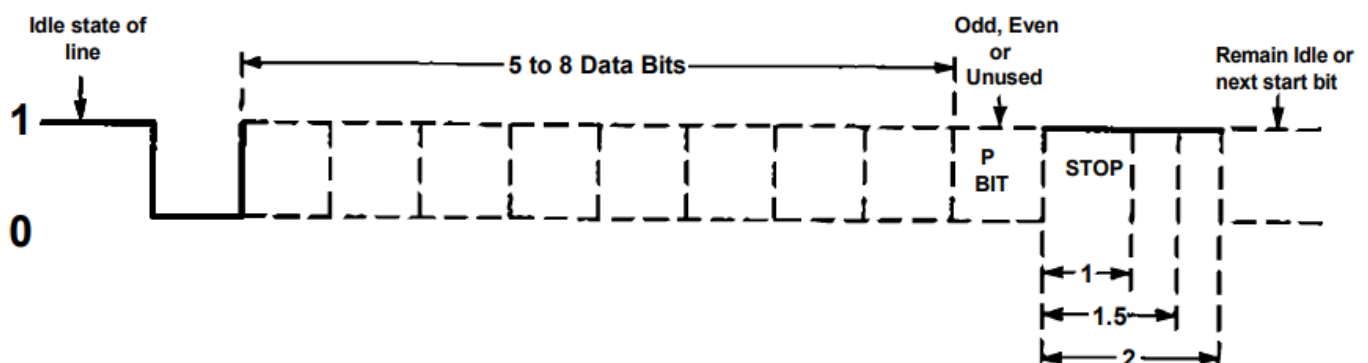 Idle state of
line
5 to 8 Data Bits
Odd, Even
or
Unused
Remain Idle or
next start bit
1
0
P
BIT
STOP
1
1.5
2